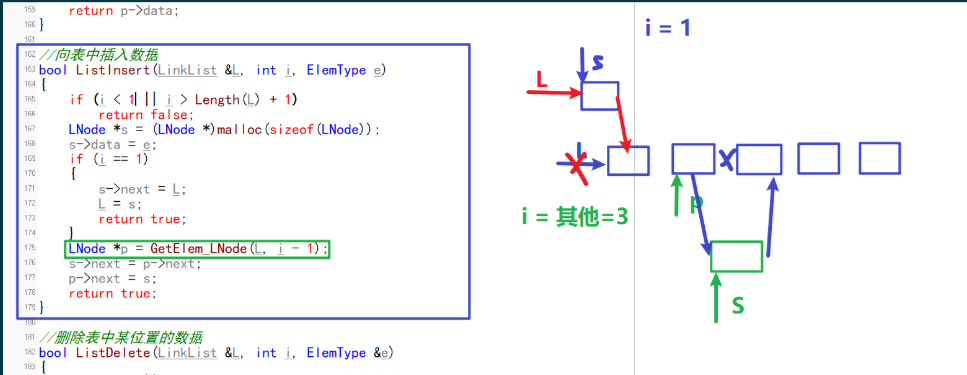 159 return p->data;
160 }
161
162 //向表中插入数据
163 bool ListInsert(LinkList &L, int i, ElemType e)
164 {
165 if (i < 1 || i > Length(L) + 1)
166 return false;
167 LNode *s = (LNode *)malloc(sizeof(LNode));
168 s->data = e;
169 if (i == 1)
170 {
171 s->next = L;
172 L = s;
173 return true;
174 }
175 LNode *p = GetElem_LNode(L, i - 1);
176 s->next = p->next;
177 p->next = s;
178 return true;
179 }
180
181 //删除表中某位置的数据
182 bool ListDelete(LinkList &L, int i, ElemType &e)
183 {
i = 1
s
L
L
X
i = 其他=3
p
S